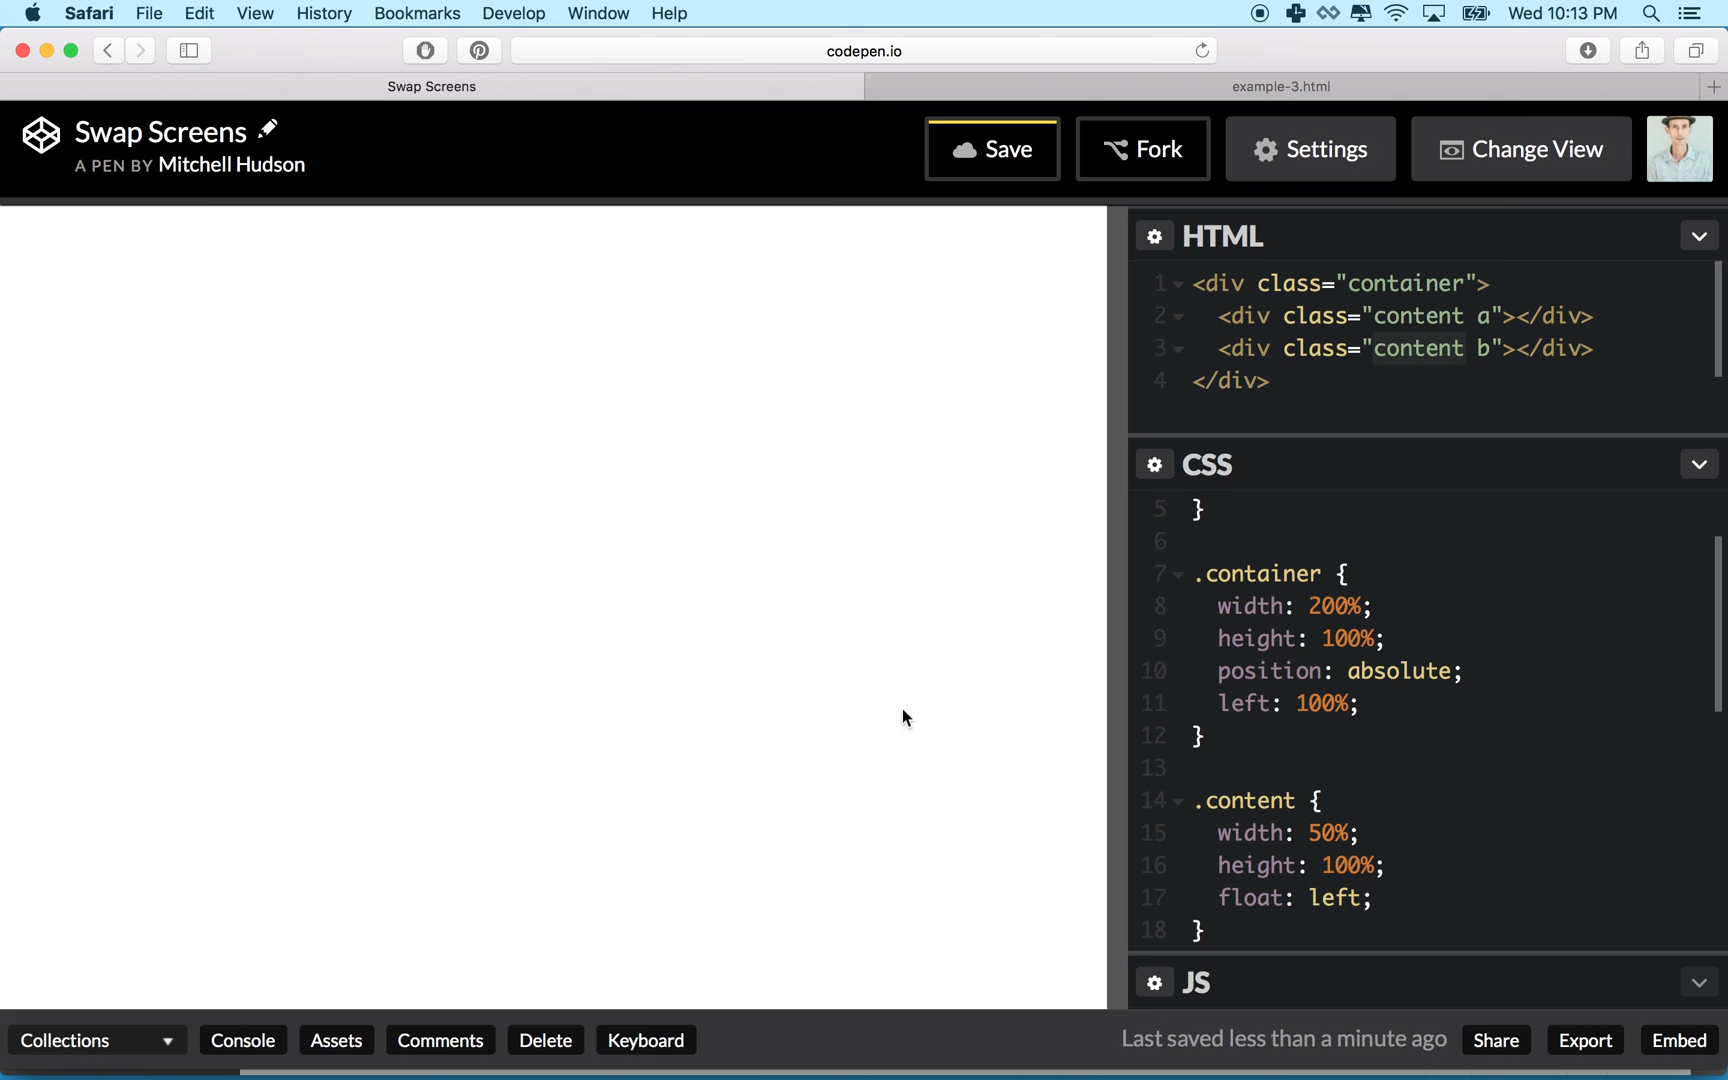 Safari File Edit View History Bookmarks Develop Window Help Wed 10:13 PM
codepen.io
Swap Screens example-3.html
Swap Screens
A PEN BY Mitchell Hudson
Save Fork Settings Change View
HTML
1 <div class="container">
2 <div class="content a"></div>
3 <div class="content b"></div>
4 </div>
CSS
5 }
6
7 .container {
8 width: 200%;
9 height: 100%;
10 position: absolute;
11 left: 100%;
12 }
13
14 .content {
15 width: 50%;
16 height: 100%;
17 float: left;
18 }
JS
Collections Console Assets Comments Delete Keyboard Last saved less than a minute ago Share Export Embed